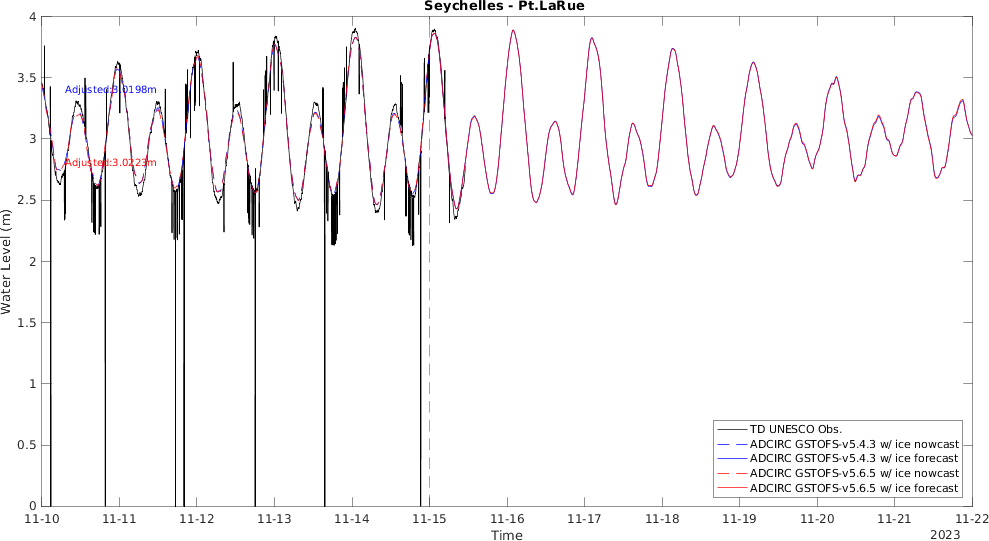 Seychelles - Pt.LaRue
Water Level (m)
4
3.5
3
2.5
2
1.5
1
0.5
0
Adjusted:3.0198m
Adjusted:3.0223m
TD UNESCO Obs.
ADCIRC GSTOFS-v5.4.3 w/ ice nowcast
ADCIRC GSTOFS-v5.4.3 w/ ice forecast
ADCIRC GSTOFS-v5.6.5 w/ ice nowcast
ADCIRC GSTOFS-v5.6.5 w/ ice forecast
11-10 11-11 11-12 11-13 11-14 11-15 11-16 11-17 11-18 11-19 11-20 11-21 11-22
Time
2023